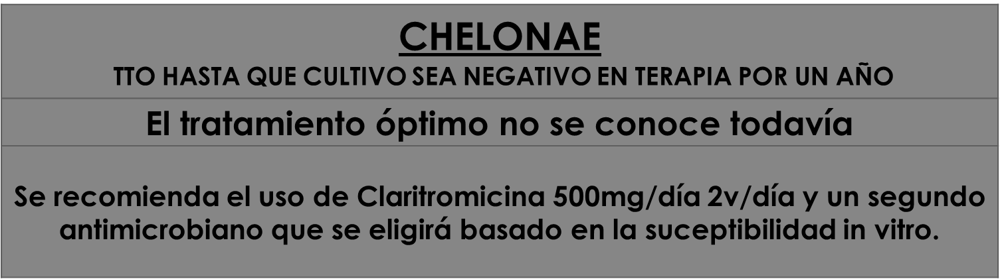 CHELONAE
TTO HASTA QUE CULTIVO SEA NEGATIVO EN TERAPIA POR UN AÑO
El tratamiento óptimo no se conoce todavía
Se recomienda el uso de Claritromicina 500mg/día 2v/día y un segundo
antimicrobiano que se eligirá basado en la suceptibilidad in vitro.